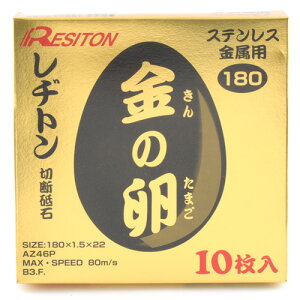 RESITON
ステンレス
金属用
180
レヂトン
切断砥石
金の卵
きん
たまご
SIZE:180×1.5×22
AZ46P
MAX・SPEED 80m/s
B3.F.
10枚入